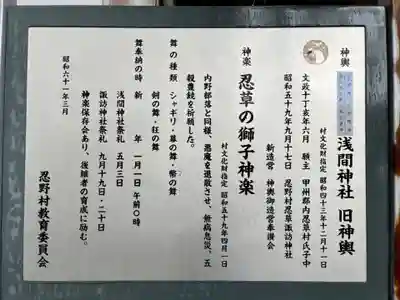 神輿
浅間神社 旧神輿
村文化財指定 昭和四十三年十二月十一日
文政十丁亥年六月 願主 甲州郡内忍草村氏子中
昭和五十九年九月十七日 忍野村忍草諏訪神社
新造営 神輿御造営奉讃会
神楽
忍草の獅子神楽
村文化財指定 昭和五十九年四月一日
内野部落と同様、悪魔を退散させ、無病息災、五
穀豊饒を祈願した。
舞の種類 シャギリ・幕の舞・幣の舞
剣の舞・狂の舞
舞奉納の時 新年 一月一日 午前〇時
浅間神社祭礼 五月三日
諏訪神社祭礼 九月十九日・二十日
神楽保存会あり、後継者の育成に励む。
昭和六十一年三月
忍野村教育委員会